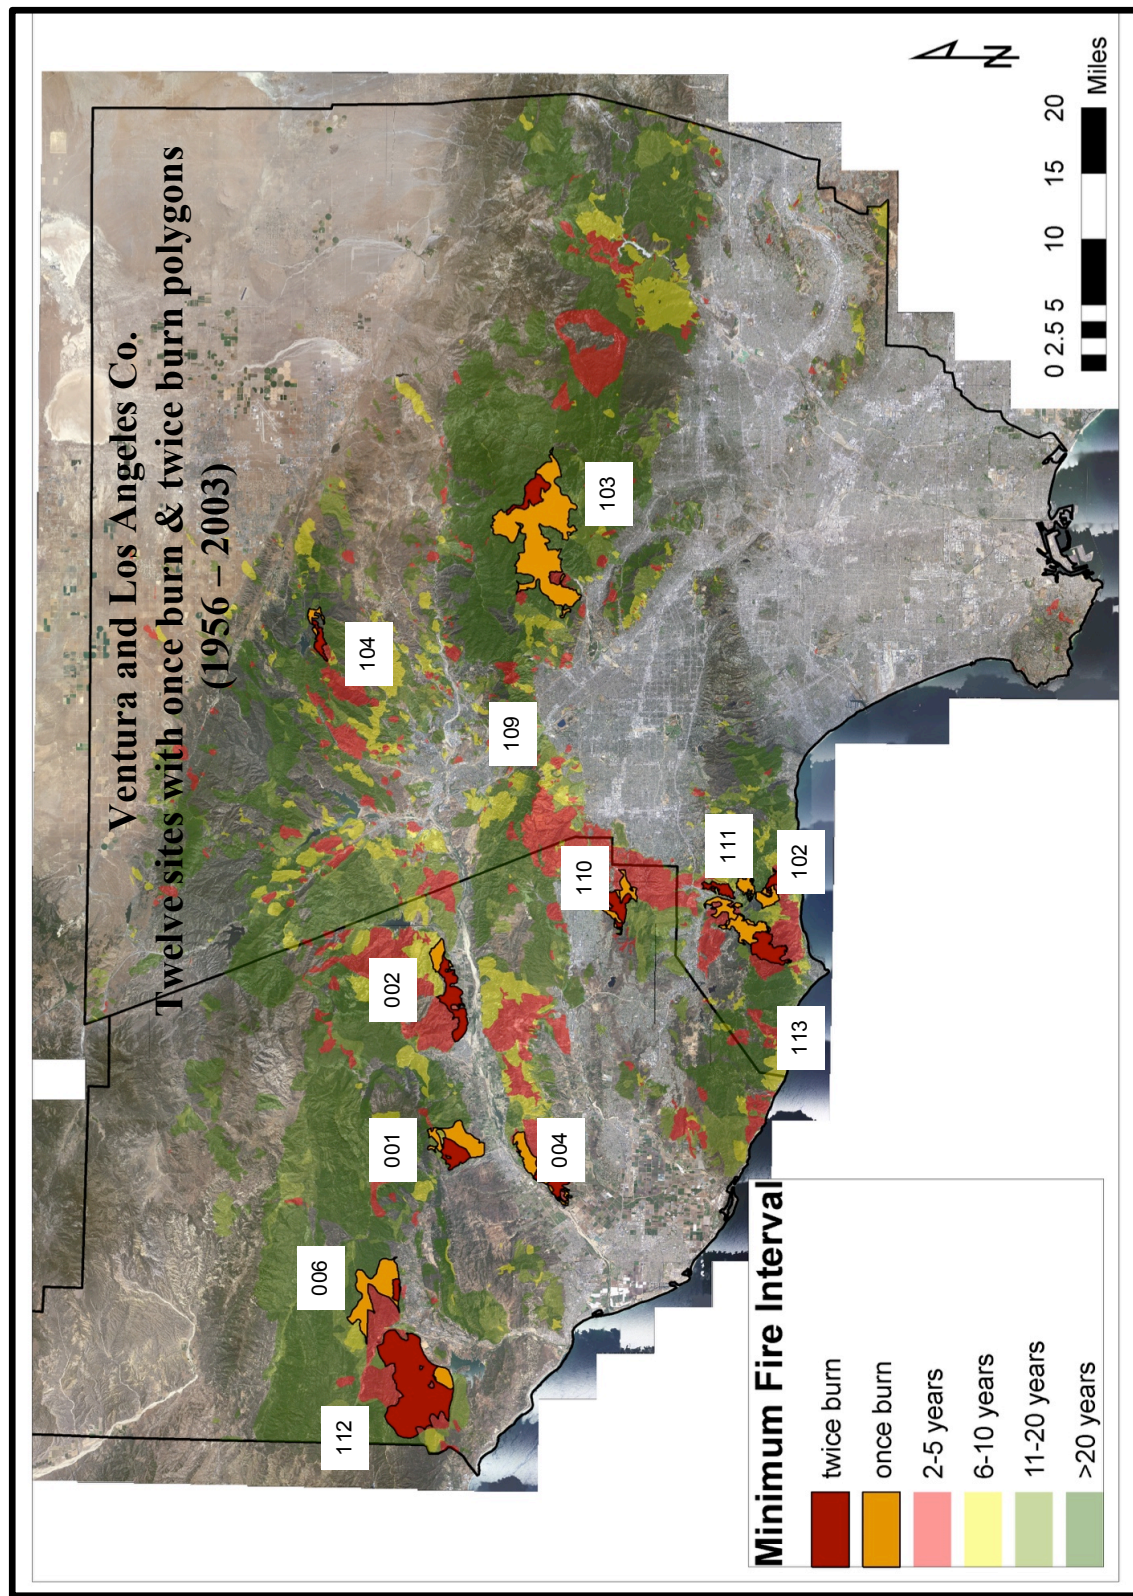 Ventura and Los Angeles Co.
Twelve sites with once burn & twice burn polygons
(1956 – 2003)
112
006
001
002
004
110
109
104
103
111
102
113
N
0 2.5 5 10 15 20
Miles
Minimum Fire Interval
twice burn
once burn
2-5 years
6-10 years
11-20 years
>20 years